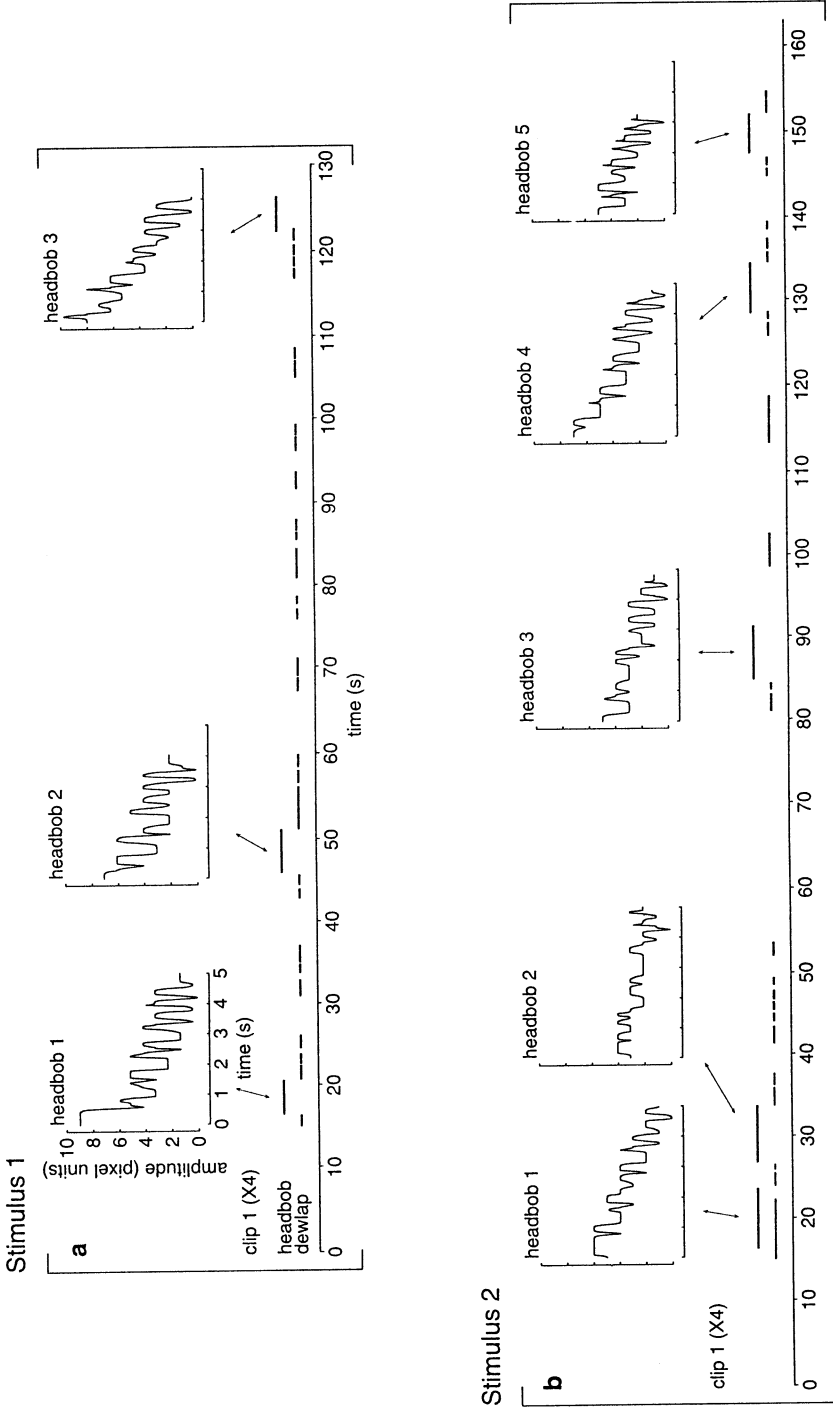 Stimulus 1
a
headbob 1
headbob 2
headbob 3
10
8
6
4
2
0
amplitude (pixel units)
0 1 2 3 4 5
time (s)
clip 1 (X4)
headbob
dewlap
0 10 20 30 40 50 60 70 80 90 100 110 120 130
time (s)
Stimulus 2
b
headbob 1
headbob 2
headbob 3
headbob 4
headbob 5
clip 1 (X4)
0 10 20 30 40 50 60 70 80 90 100 110 120 130 140 150 160